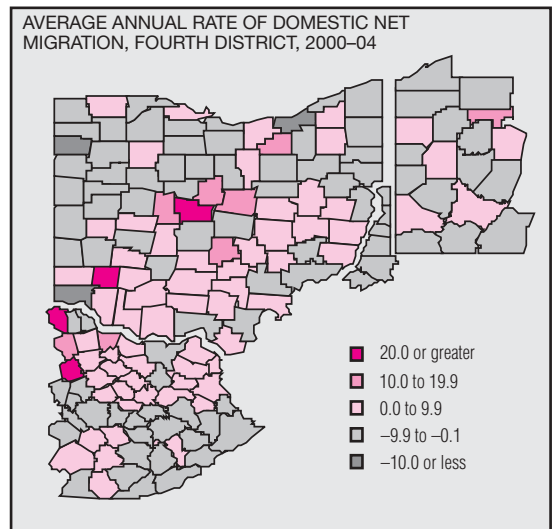 AVERAGE ANNUAL RATE OF DOMESTIC NET
MIGRATION, FOURTH DISTRICT, 2000–04
20.0 or greater
10.0 to 19.9
0.0 to 9.9
–9.9 to –0.1
–10.0 or less